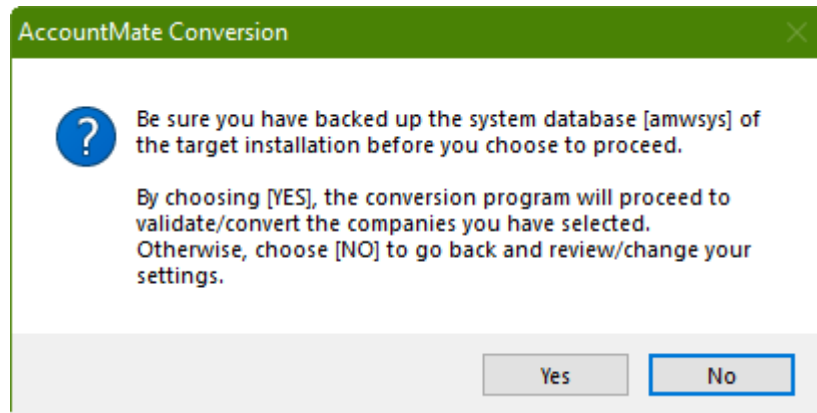 AccountMate Conversion
Be sure you have backed up the system database [amwsys] of
the target installation before you choose to proceed.
By choosing [YES], the conversion program will proceed to
validate/convert the companies you have selected.
Otherwise, choose [NO] to go back and review/change your
settings.
Yes
No